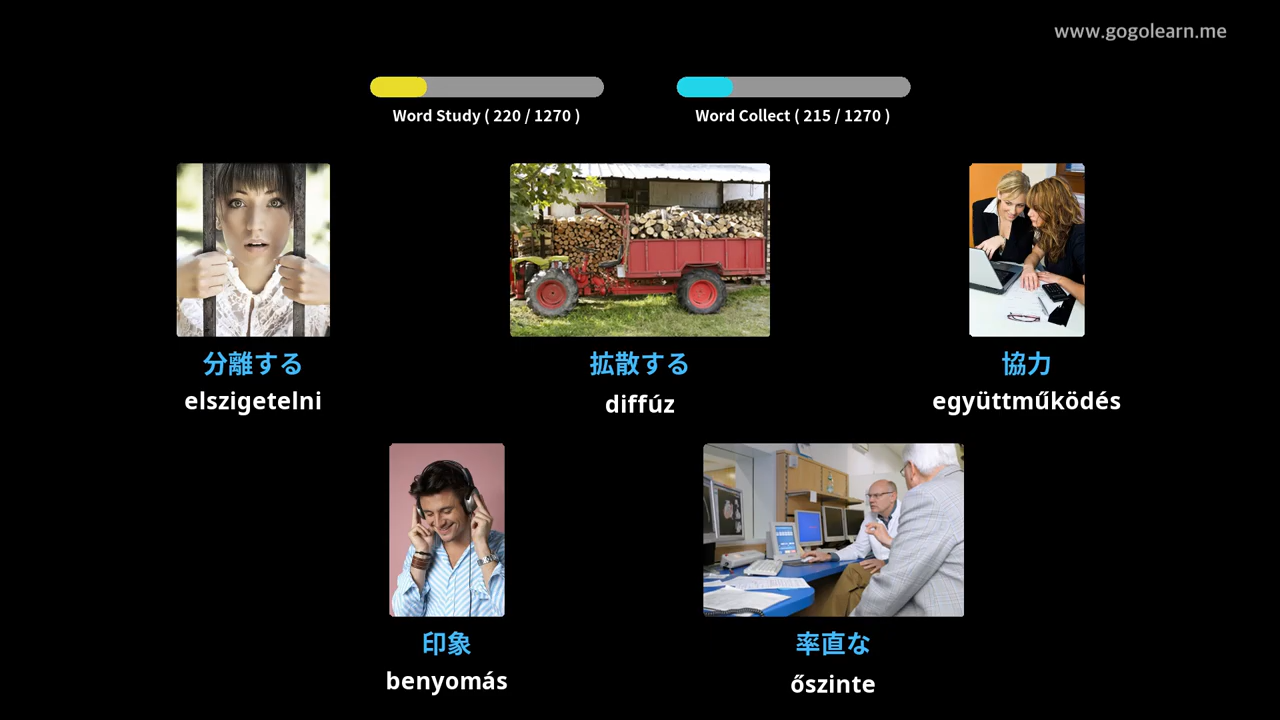 www.gogolearn.me
Word Study ( 220 / 1270 )
Word Collect ( 215 / 1270 )
分離する
elszigetelni
拡散する
diffúz
協力
együttműködés
印象
benyomás
率直な
őszinte